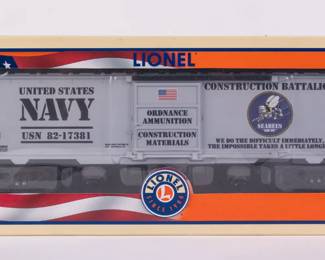 LIONEL
UNITED STATES
NAVY
USN 82-17381
ORDNANCE
AMMUNITION
CONSTRUCTION
MATERIALS
CONSTRUCTION BATTALIO
SEABEES
WE DO THE DIFFICULT IMMEDIATELY
THE IMPOSSIBLE TAKES A LITTLE LONGE
LIONEL
SINCE 1900